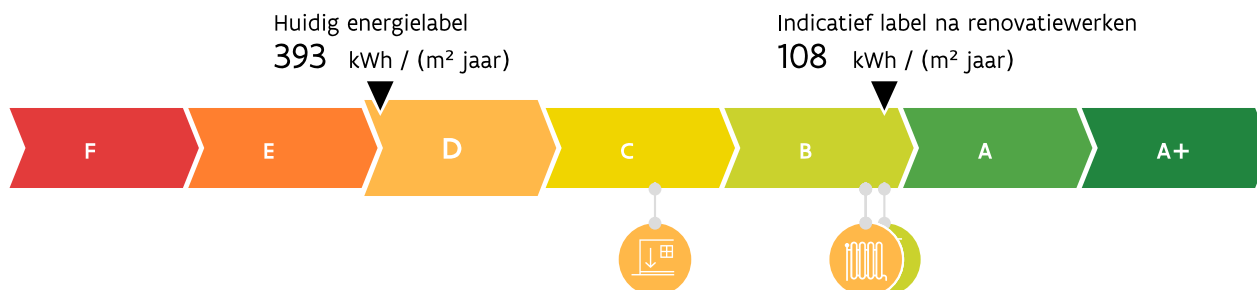 Huidig energielabel
393 kWh / (m² jaar)
Indicatief label na renovatiewerken
108 kWh / (m² jaar)
F E D C B A A+